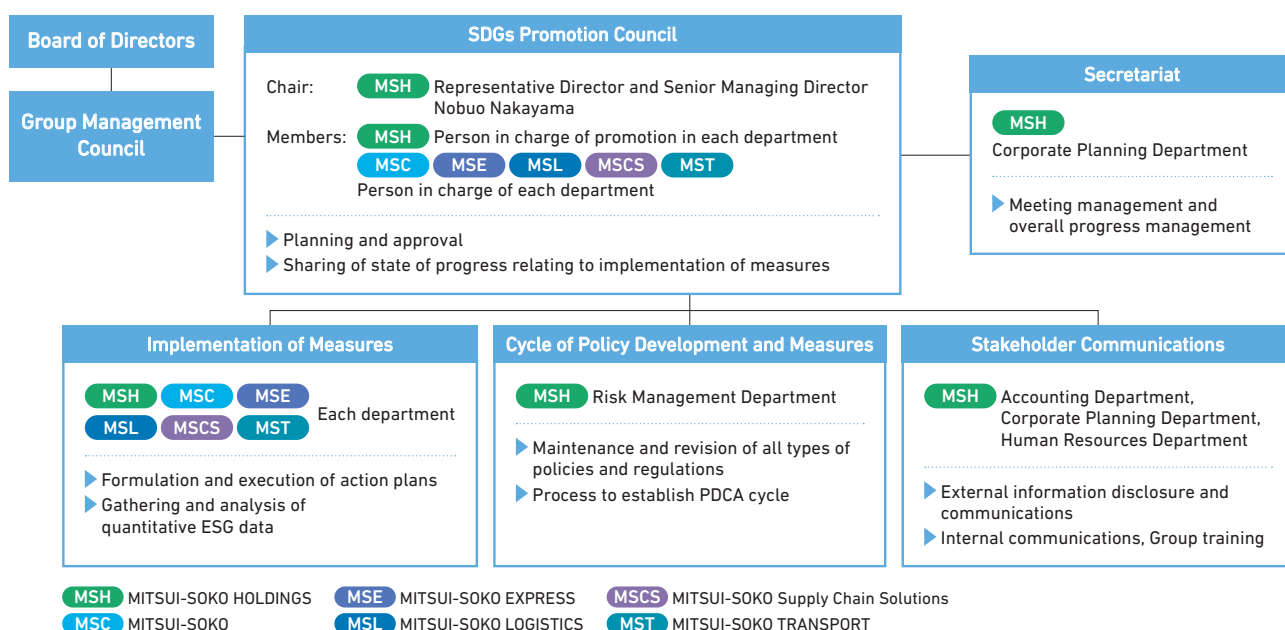 Board of Directors
Group Management
Council
SDGs Promotion Council
Chair: MSH Representative Director and Senior Managing Director
Nobuo Nakayama
Members: MSH Person in charge of promotion in each department
MSC MSE MSL MSCS MST
Person in charge of each department
Planning and approval
Sharing of state of progress relating to implementation of measures
Secretariat
MSH
Corporate Planning Department
Meeting management and
overall progress management
Implementation of Measures
MSH MSC MSE
MSL MSCS MST
Each department
Formulation and execution of action plans
Gathering and analysis of
quantitative ESG data
Cycle of Policy Development and Measures
MSH Risk Management Department
Maintenance and revision of all types of
policies and regulations
Process to establish PDCA cycle
Stakeholder Communications
MSH Accounting Department,
Corporate Planning Department,
Human Resources Department
External information disclosure and
communications
Internal communications, Group training
MSH MITSUI-SOKO HOLDINGS MSE MITSUI-SOKO EXPRESS MSCS MITSUI-SOKO Supply Chain Solutions
MSC MITSUI-SOKO MSL MITSUI-SOKO LOGISTICS MST MITSUI-SOKO TRANSPORT